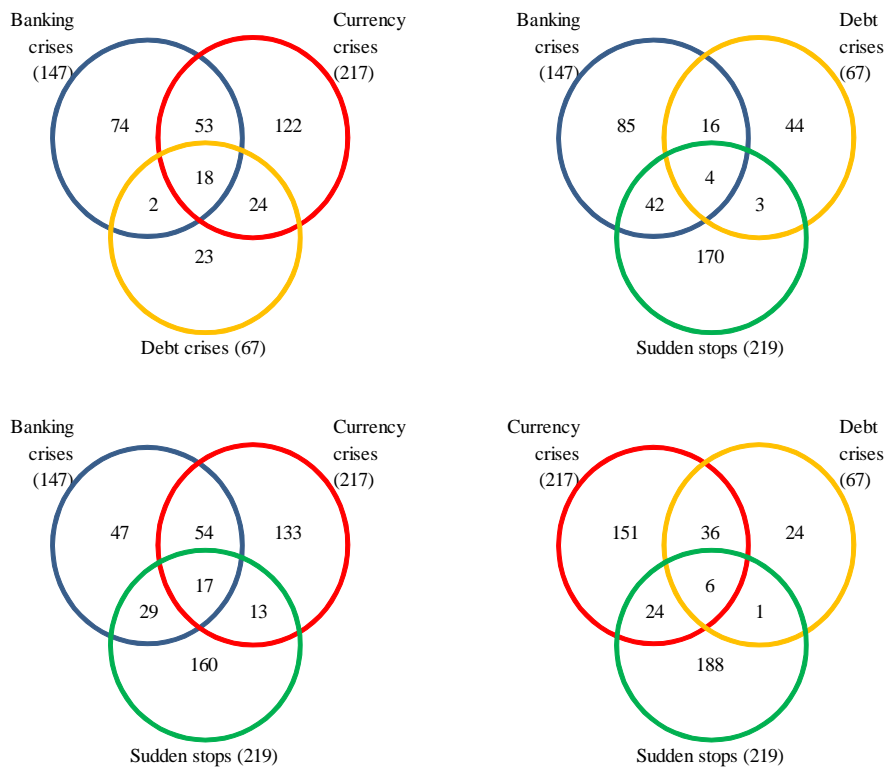 Banking
crises
(147)
Currency
crises
(217)
74
53
122
18
2
24
23
Debt crises (67)
Banking
crises
(147)
Debt
crises
(67)
85
16
44
4
42
3
170
Sudden stops (219)
Banking
crises
(147)
Currency
crises
(217)
47
54
133
17
29
13
160
Sudden stops (219)
Currency
crises
(217)
Debt
crises
(67)
151
36
24
6
24
1
188
Sudden stops (219)